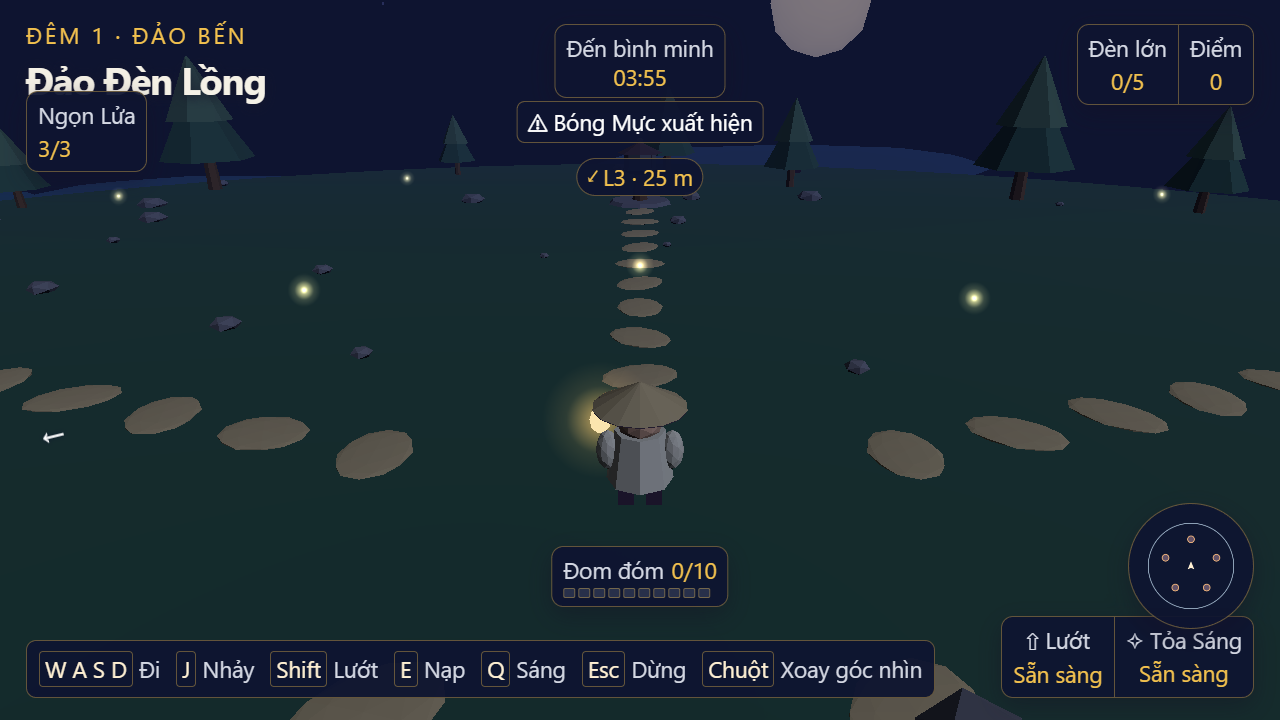 ĐÊM 1 · ĐẢO BẾN
Đảo Đèn Lồng
Ngọn Lửa
3/3
Đến bình minh
03:55
⚠ Bóng Mực xuất hiện
✓ L3 · 25 m
Đèn lớn
0/5
Điểm
0
←
Đom đóm 0/10
W A S D Đi J Nhảy Shift Lướt E Nạp Q Sáng Esc Dừng Chuột Xoay góc nhìn
⇧ Lướt
Sẵn sàng
✧ Tỏa Sáng
Sẵn sàng